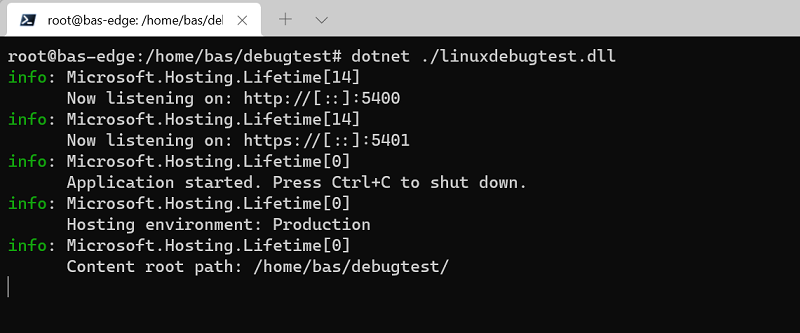 root@bas-edge: /home/bas/del
root@bas-edge:/home/bas/debugtest# dotnet ./linuxdebugtest.dll
info: Microsoft.Hosting.Lifetime[14]
Now listening on: http://[::]:5400
info: Microsoft.Hosting.Lifetime[14]
Now listening on: https://[::]:5401
info: Microsoft.Hosting.Lifetime[0]
Application started. Press Ctrl+C to shut down.
info: Microsoft.Hosting.Lifetime[0]
Hosting environment: Production
info: Microsoft.Hosting.Lifetime[0]
Content root path: /home/bas/debugtest/